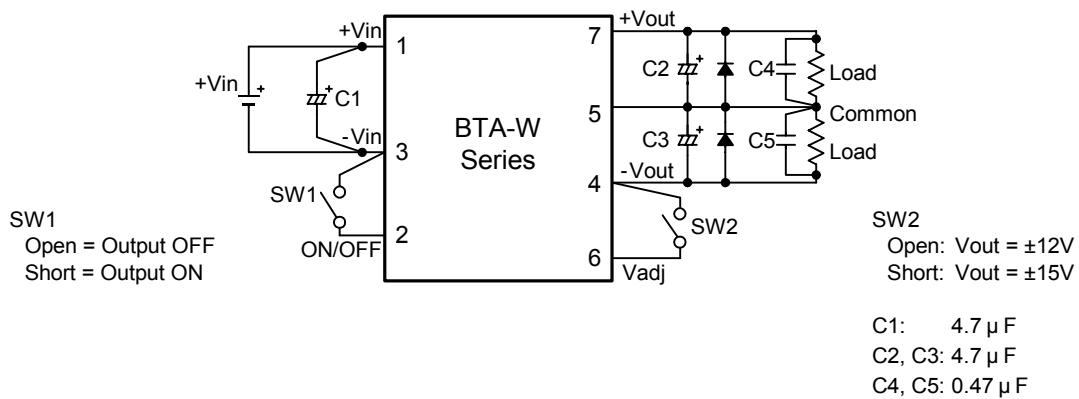 +Vout
+Vin
1
7
C2
+
C4
Load
+Vin
+
+
C1
5
Common
BTA-W
Series
-Vin
3
C3
+
C5
Load
4
-Vout
SW1
SW2
2
ON/OFF
6
Vadj
SW1
Open = Output OFF
Short = Output ON
SW2
Open: Vout = ±12V
Short: Vout = ±15V
C1: 4.7 µ F
C2, C3: 4.7 µ F
C4, C5: 0.47 µ F